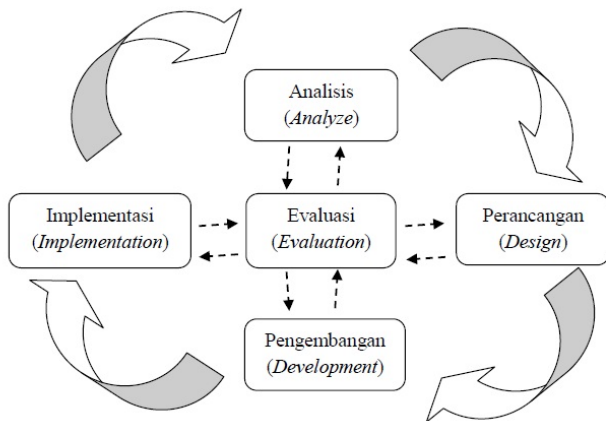 Analisis
(Analyze)
Implementasi
(Implementation)
Evaluasi
(Evaluation)
Perancangan
(Design)
Pengembangan
(Development)